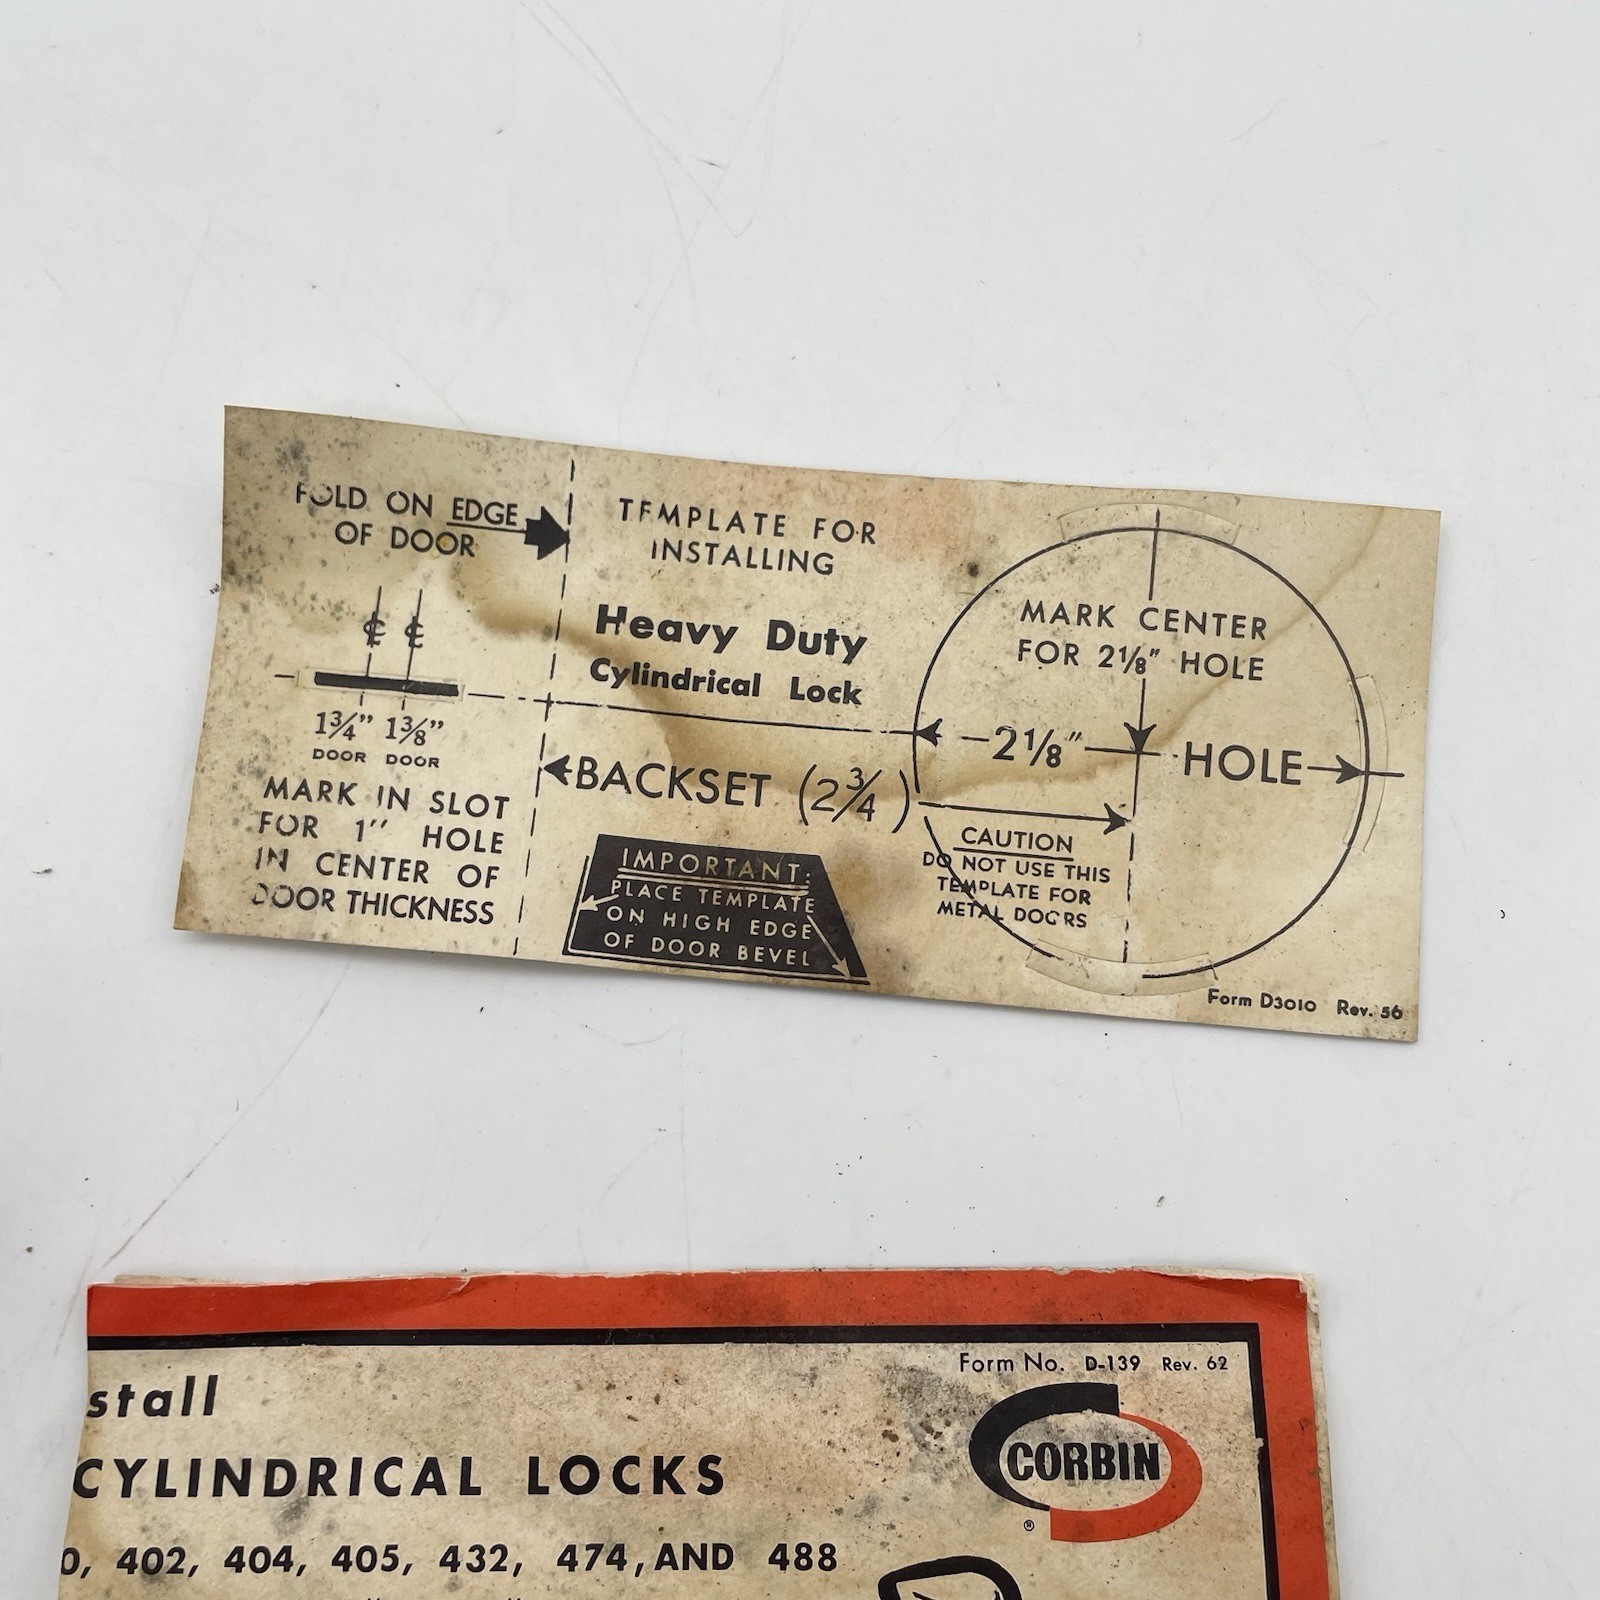 FOLD ON EDGE
OF DOOR
℄ ℄
1¾” 1⅜”
DOOR DOOR
MARK IN SLOT
FOR 1” HOLE
IN CENTER OF
DOOR THICKNESS
TEMPLATE FOR
INSTALLING
Heavy Duty
Cylindrical Lock
BACKSET (2¾)
IMPORTANT:
PLACE TEMPLATE
ON HIGH EDGE
OF DOOR BEVEL
MARK CENTER
FOR 2⅛” HOLE
2⅛” HOLE
CAUTION
DO NOT USE THIS
TEMPLATE FOR
METAL DOORS
Form D3010 Rev. 56
Form No. D-139 Rev. 62
stall
CORBIN
®
CYLINDRICAL LOCKS
0, 402, 404, 405, 432, 474, AND 488